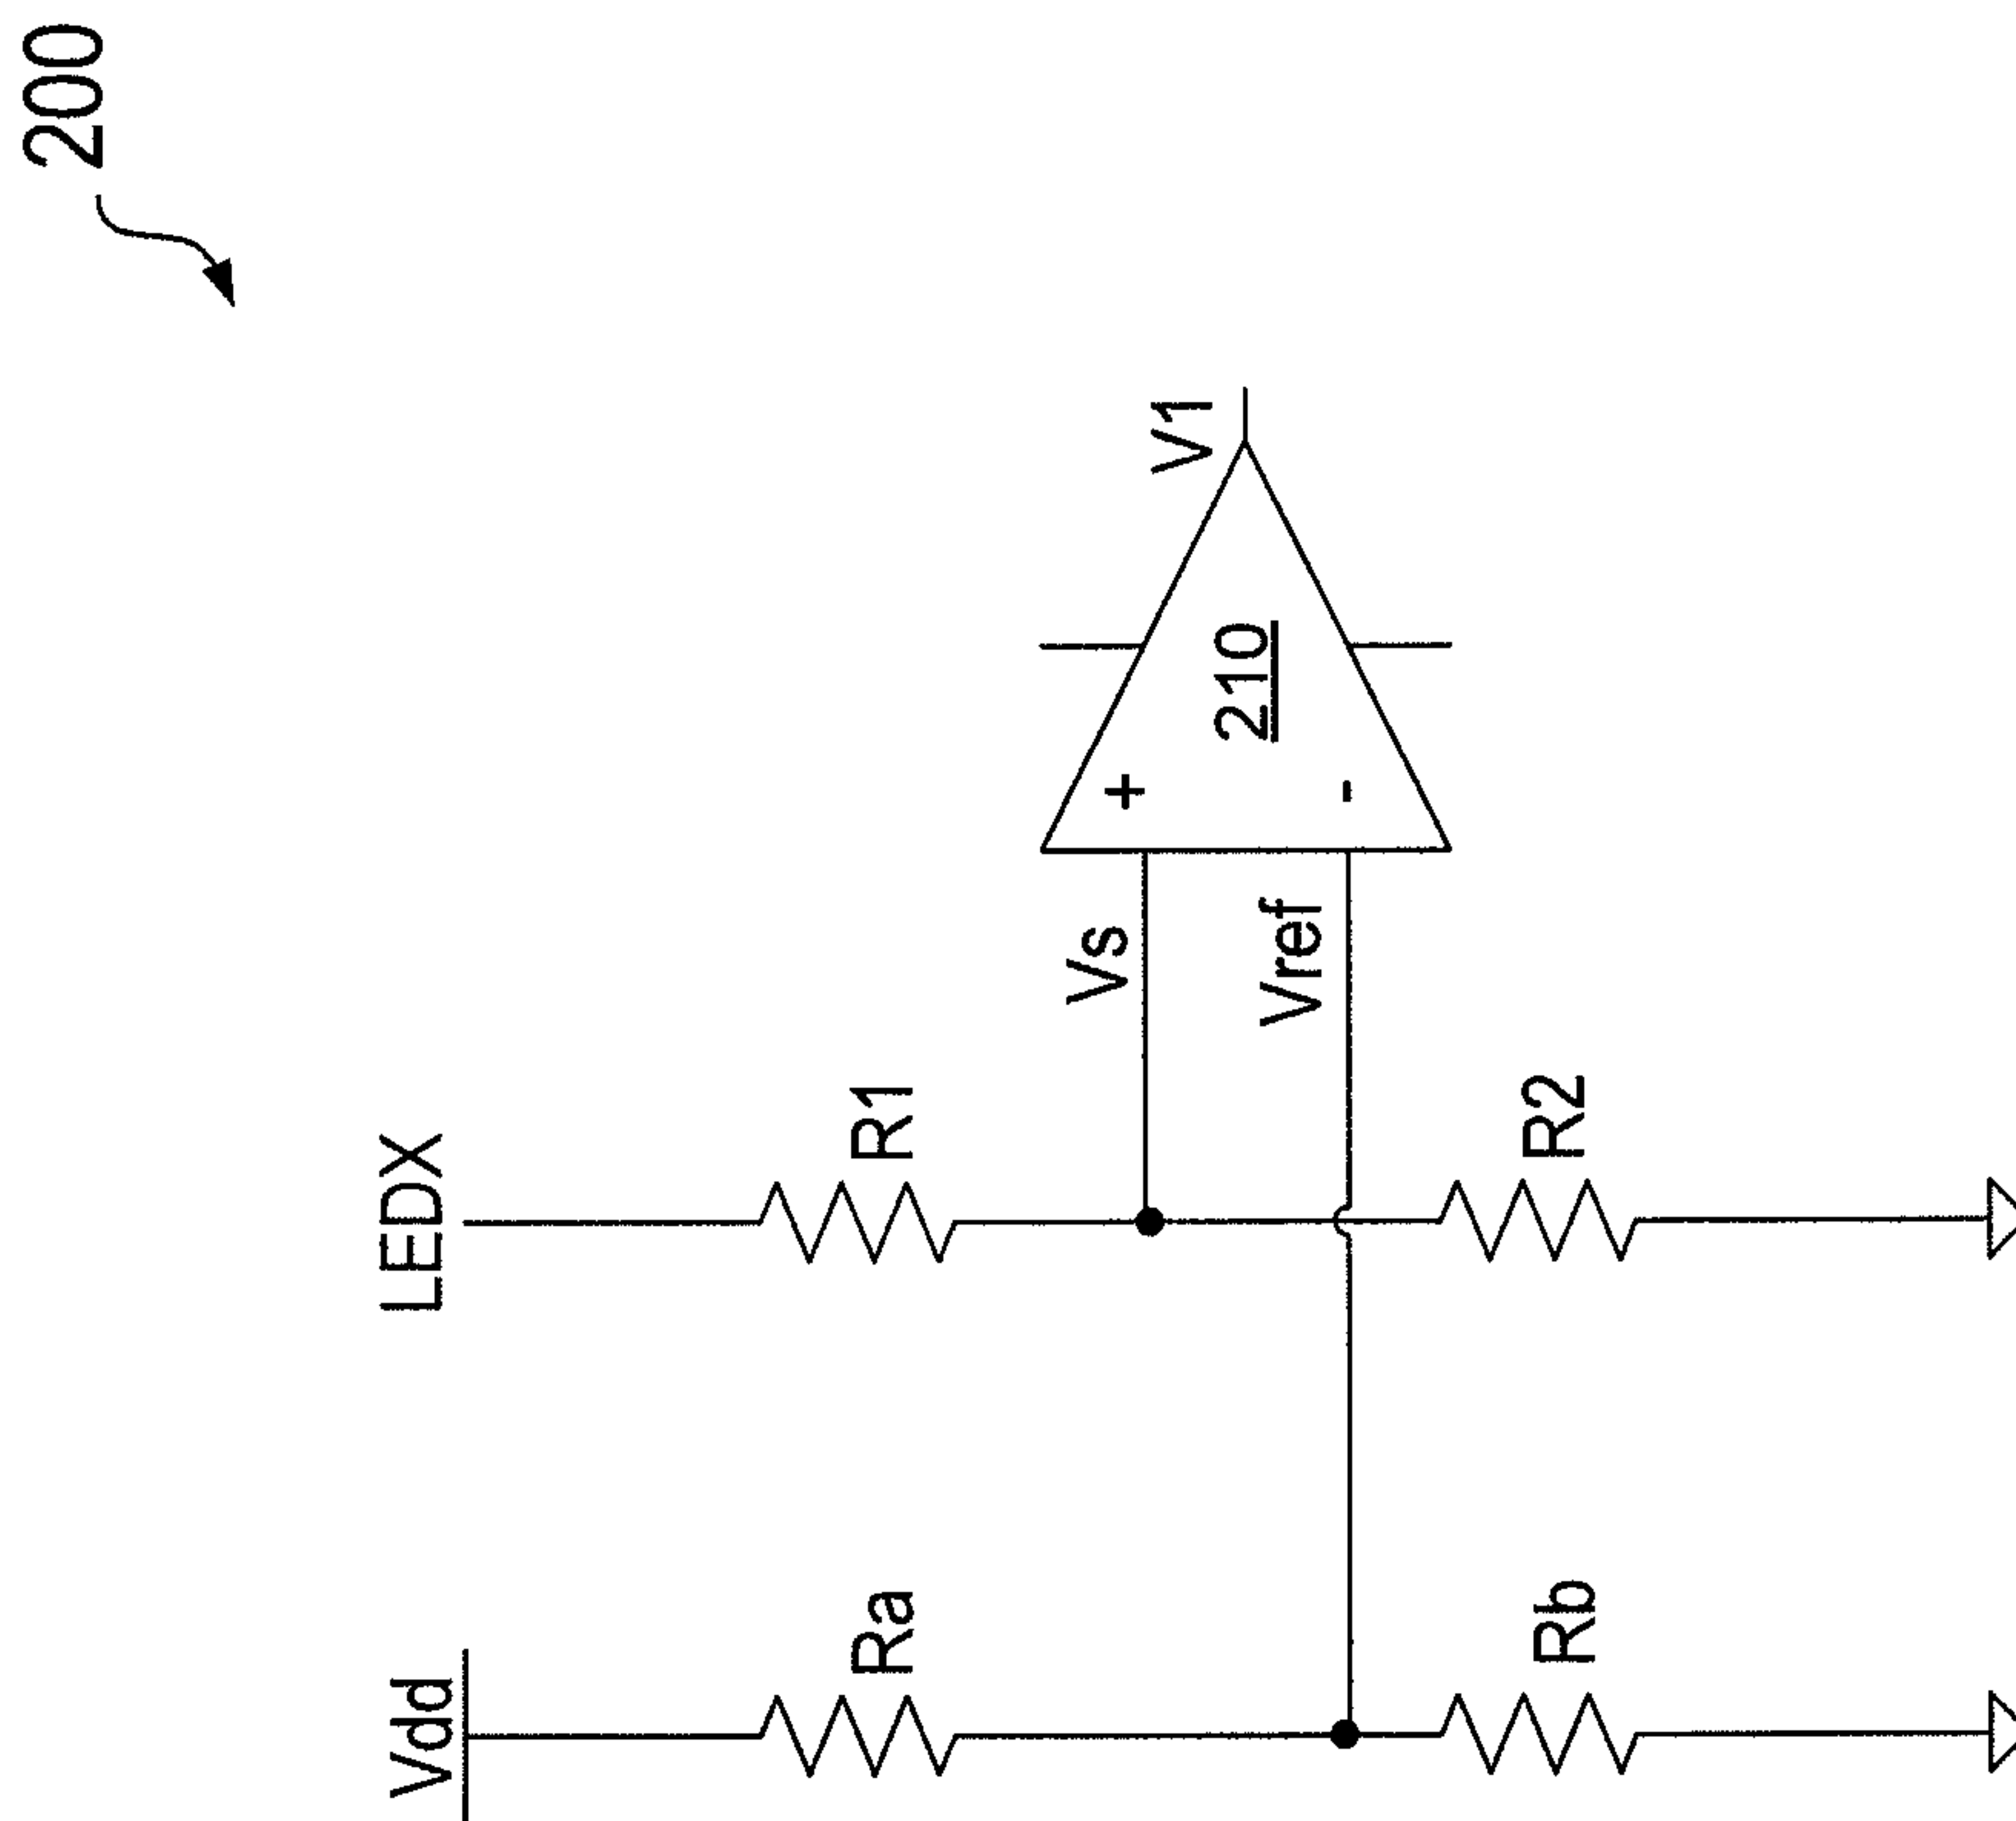 200
Vdd
LEDX
Ra
R1
Vs
Vref
+
-
210
V1
Rb
R2